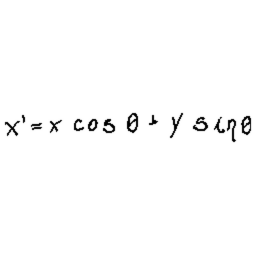 x' = x cos θ + y sin θ